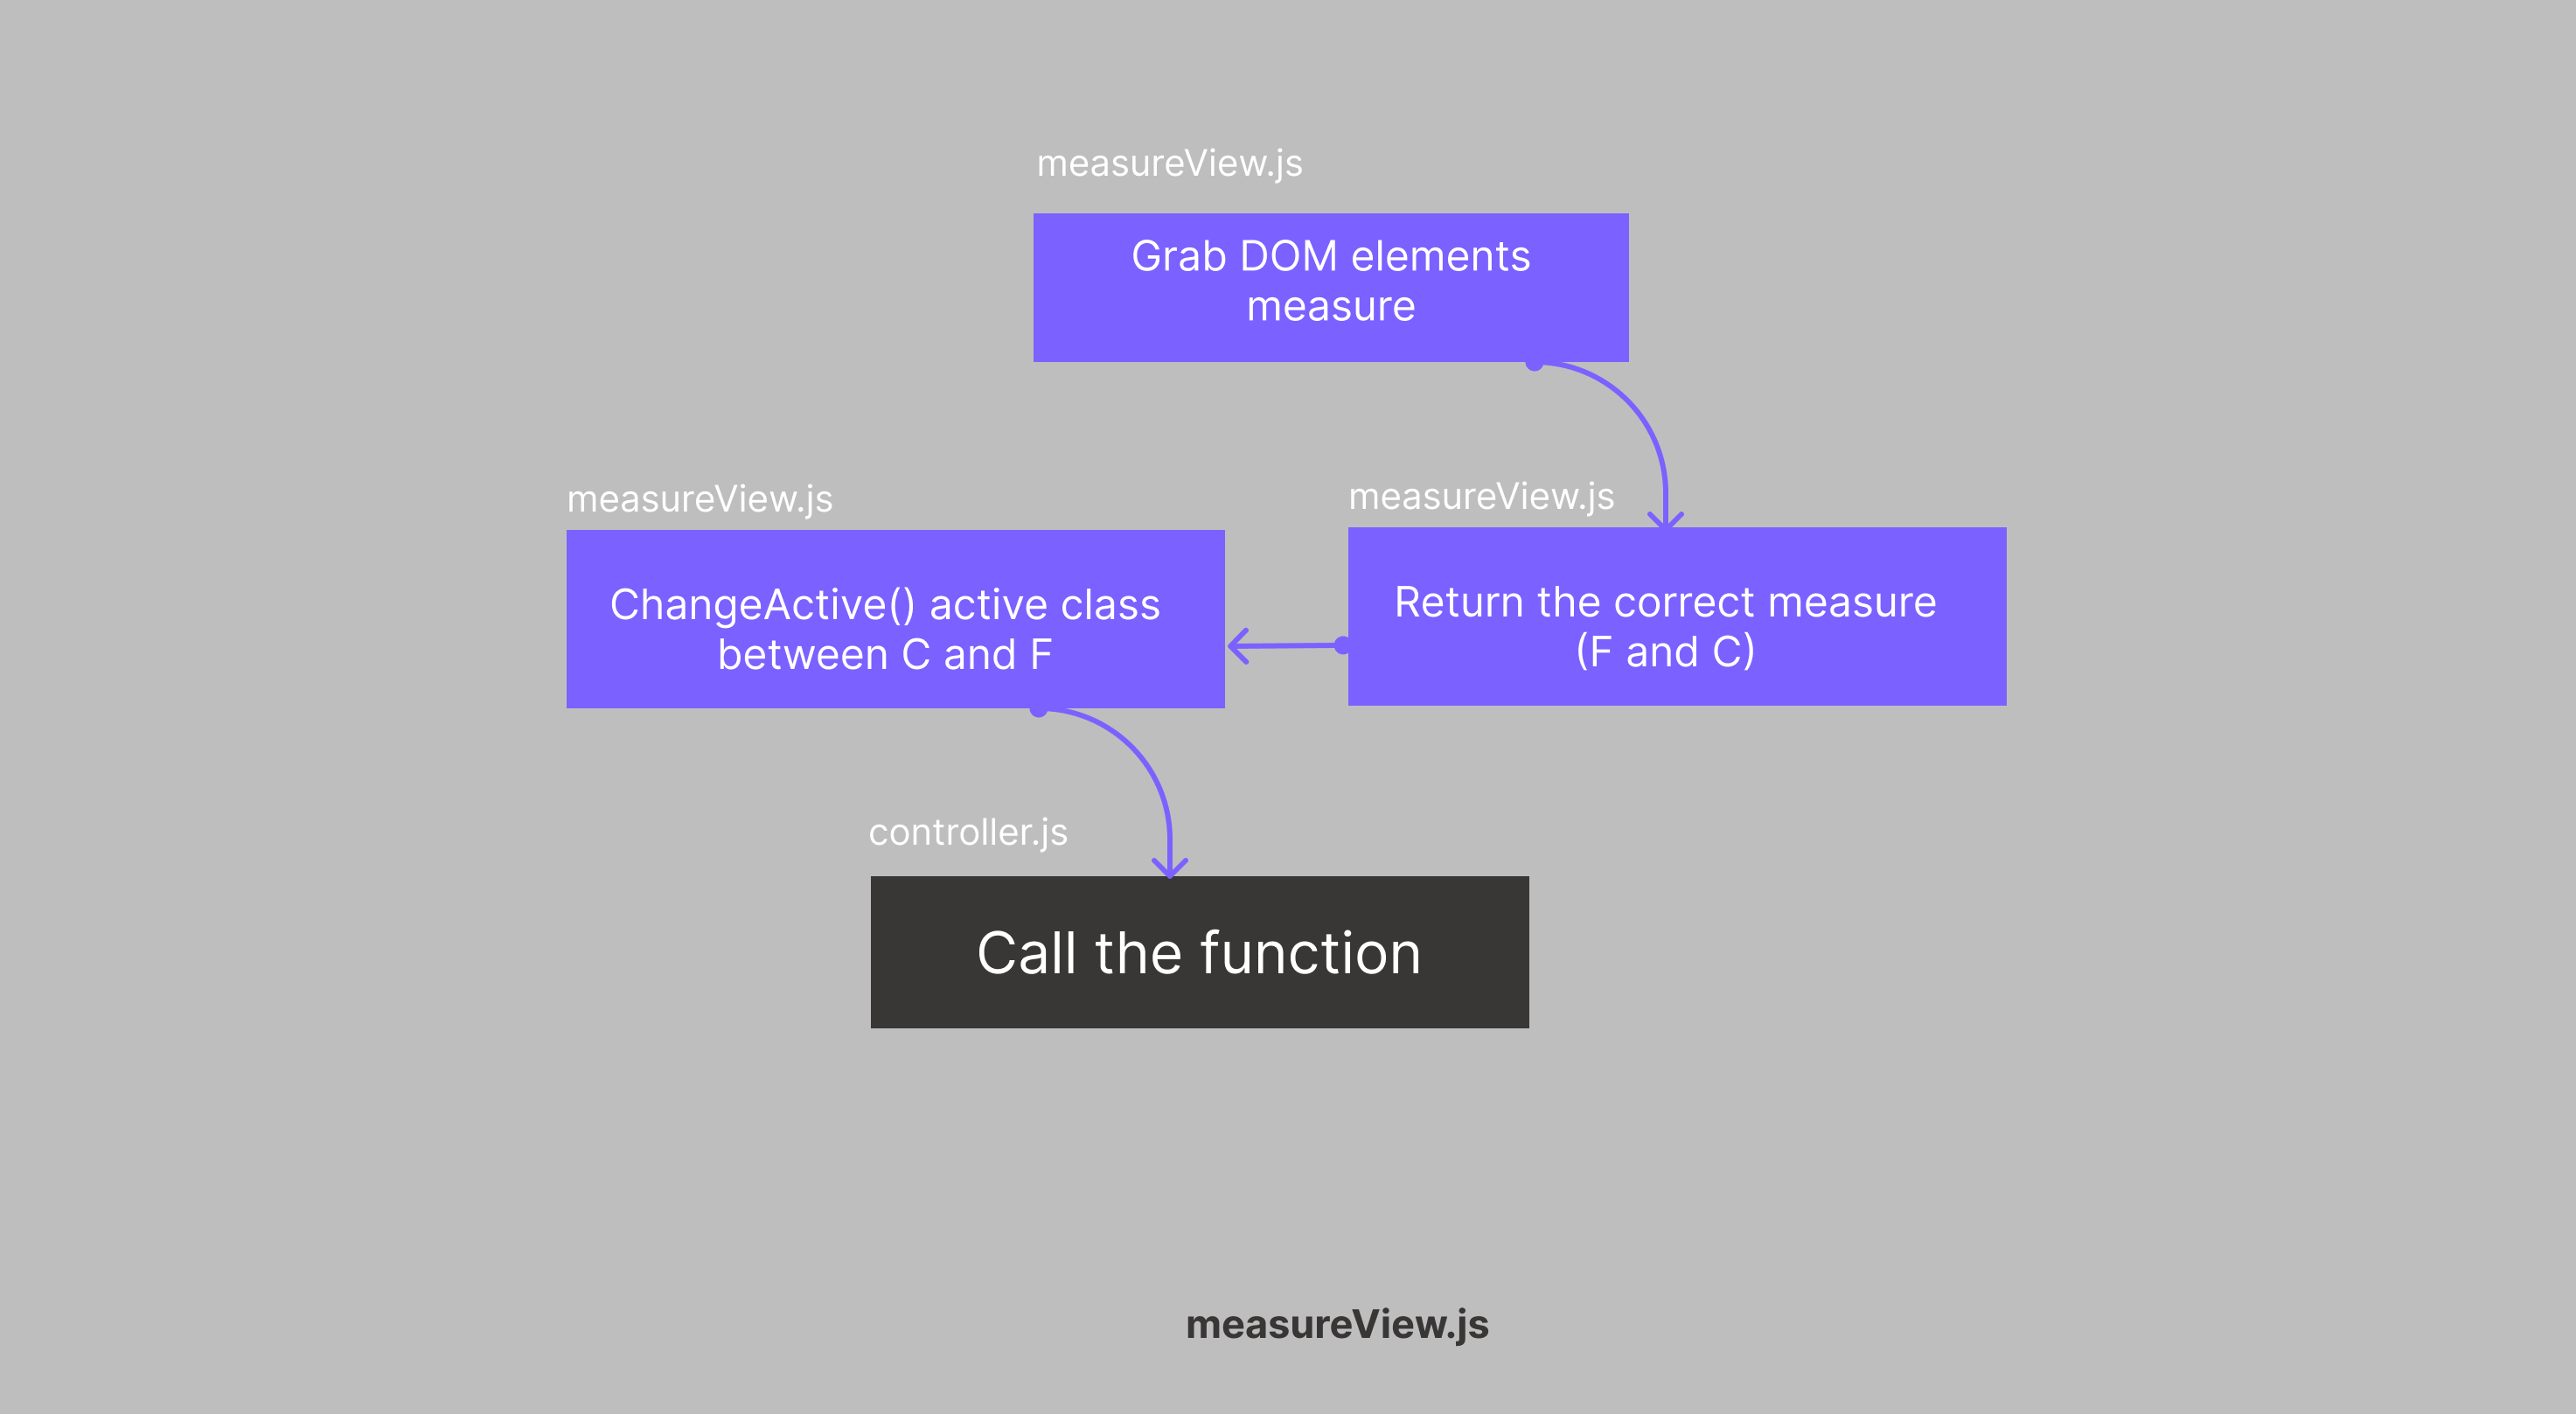 measureView.js
Grab DOM elements
measure
measureView.js
ChangeActive() active class
between C and F
measureView.js
Return the correct measure
(F and C)
controller.js
Call the function
measureView.js